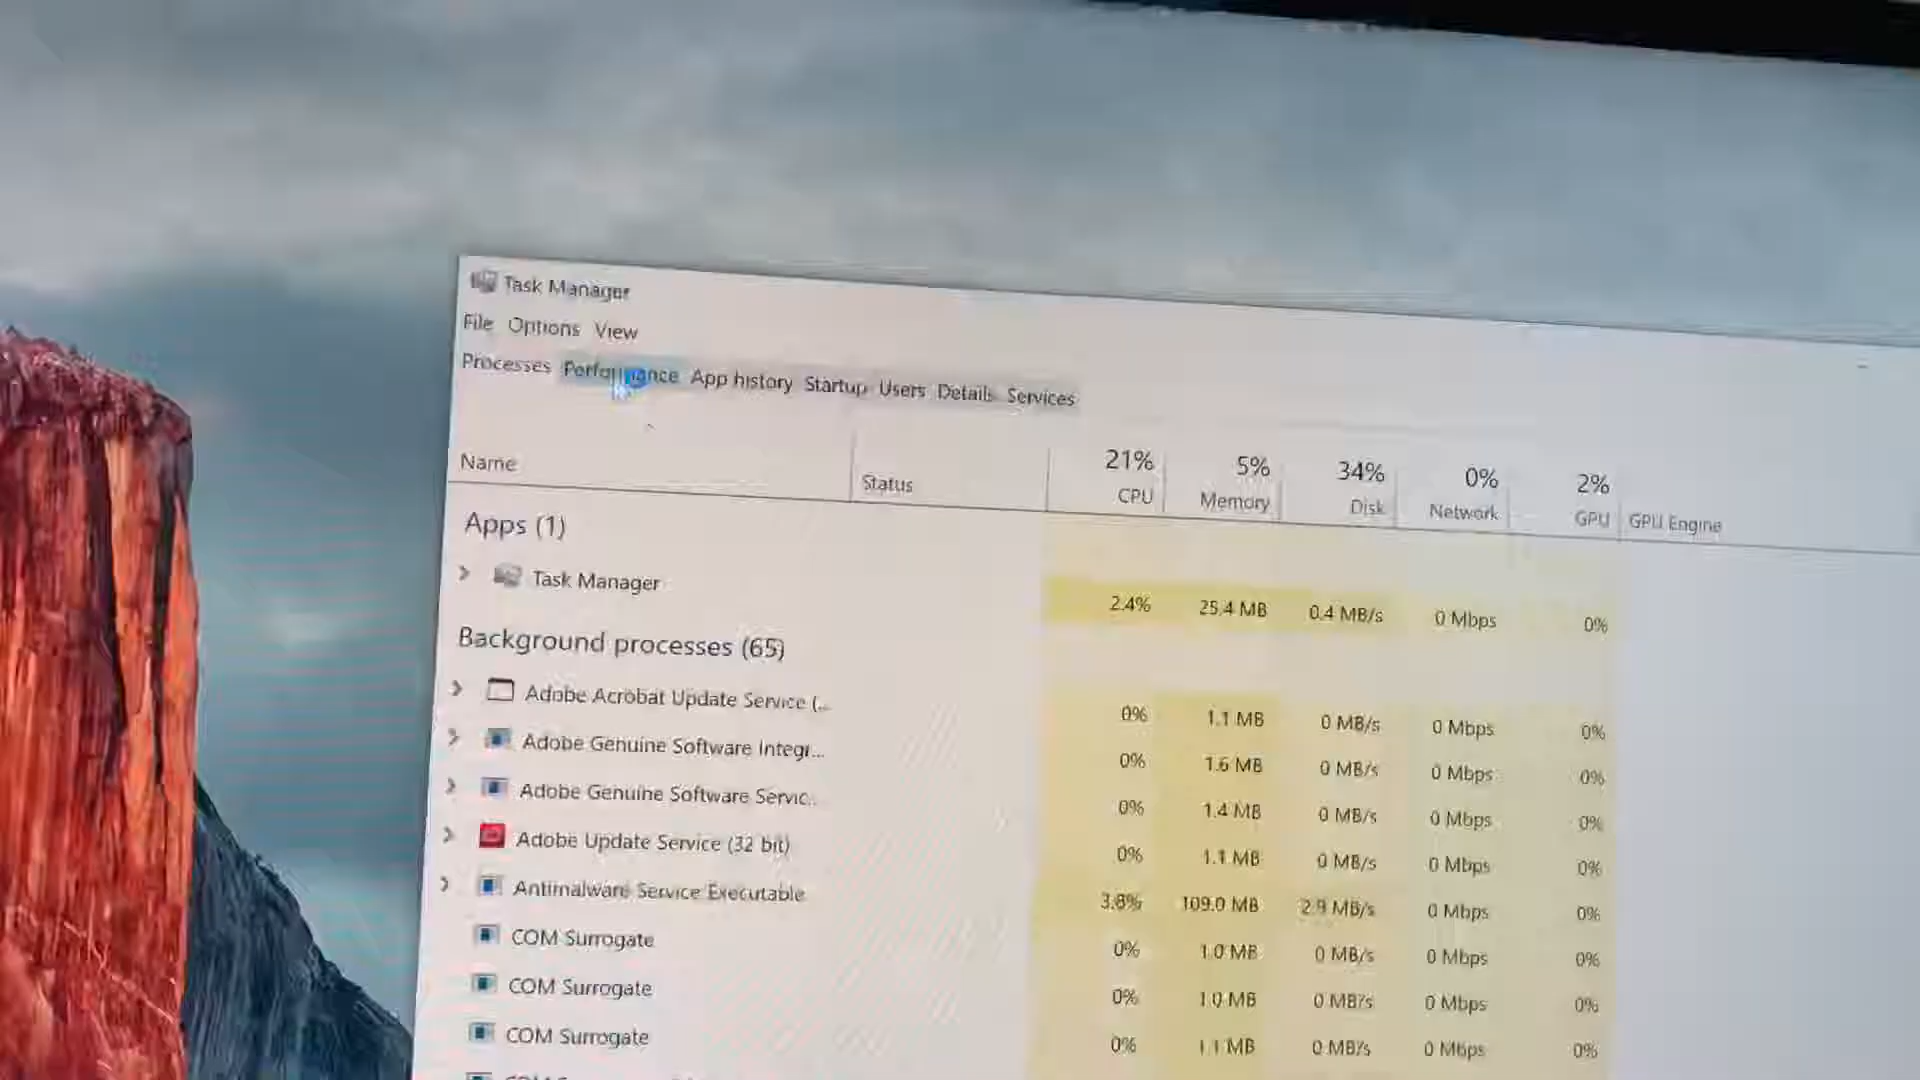 Task Manager
File Options View
Processes Performance App history Startup Users Details Services
21% 5% 34% 0% 2%
Name Status CPU Memory Disk Network GPU GPU Engine
Apps (1)
Task Manager 2.4% 25.4 MB 0.4 MB/s 0 Mbps 0%
Background processes (65)
Adobe Acrobat Update Service (... 0% 1.1 MB 0 MB/s 0 Mbps 0%
Adobe Genuine Software Integr... 0% 1.6 MB 0 MB/s 0 Mbps 0%
Adobe Genuine Software Servic... 0% 1.4 MB 0 MB/s 0 Mbps 0%
Adobe Update Service (32 bit) 0% 1.1 MB 0 MB/s 0 Mbps 0%
Antimalware Service Executable 3.8% 109.0 MB 2.9 MB/s 0 Mbps 0%
COM Surrogate 0% 1.0 MB 0 MB/s 0 Mbps 0%
COM Surrogate 0% 1.0 MB 0 MB/s 0 Mbps 0%
COM Surrogate 0% 1.1 MB 0 MB/s 0 Mbps 0%